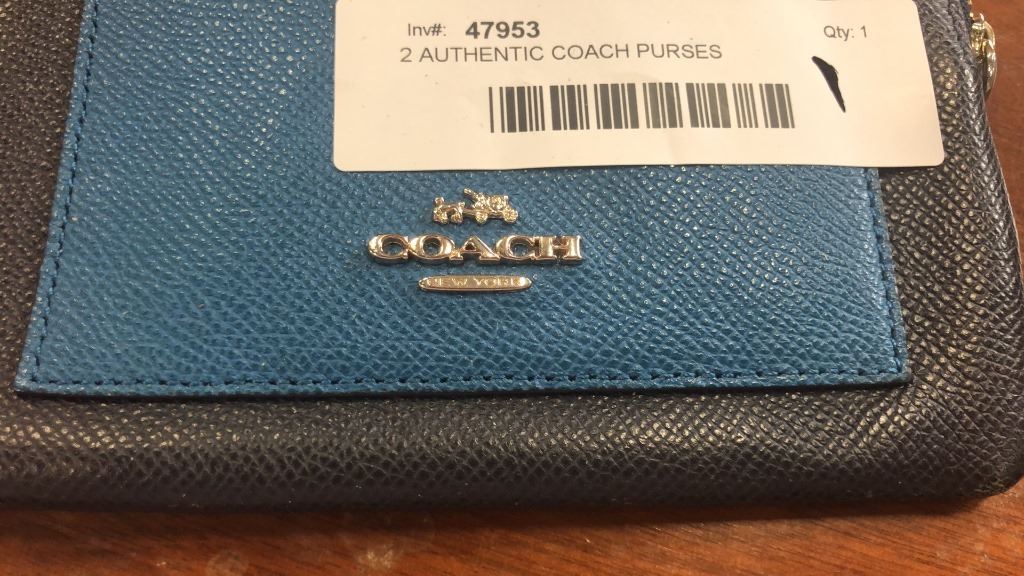 Inv#: 47953 Qty: 1
2 AUTHENTIC COACH PURSES
COACH
NEW YORK